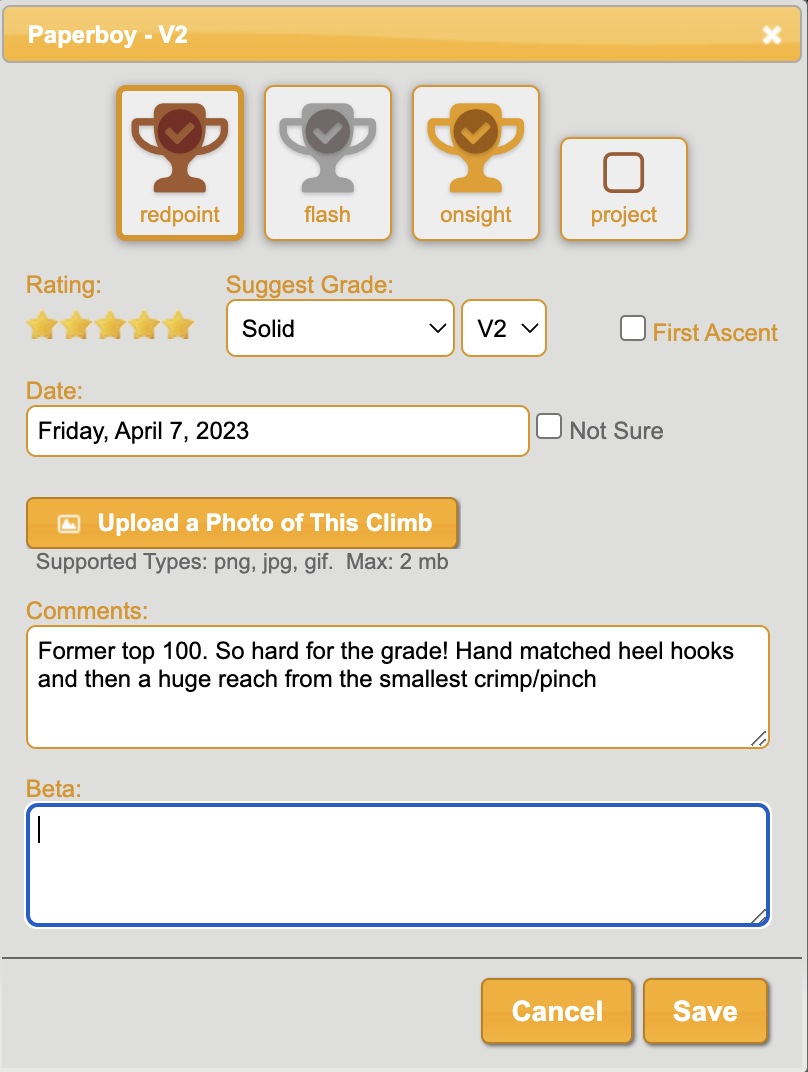 Paperboy - V2
redpoint
flash
onsight
project
Rating:
Suggest Grade:
Solid
V2
First Ascent
Date:
Friday, April 7, 2023
Not Sure
Upload a Photo of This Climb
Supported Types: png, jpg, gif.  Max: 2 mb
Comments:
Former top 100. So hard for the grade! Hand matched heel hooks
and then a huge reach from the smallest crimp/pinch
Beta:
Cancel
Save